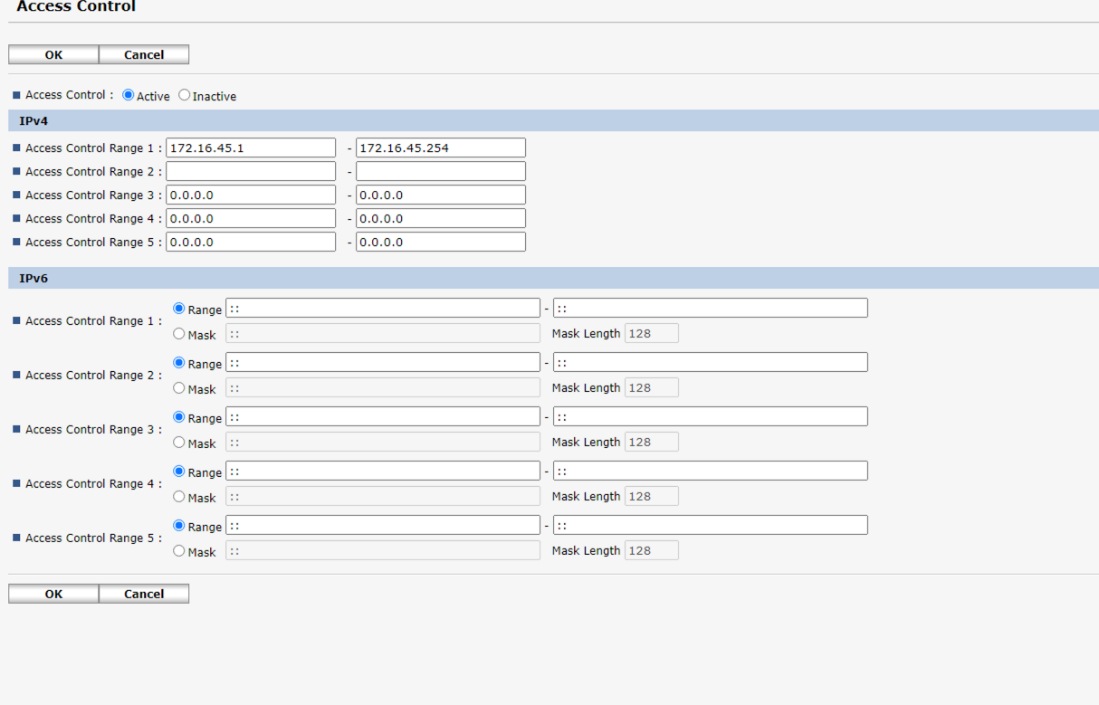 Access Control
OK Cancel
Access Control : Active Inactive
IPv4
Access Control Range 1 : 172.16.45.1 - 172.16.45.254
Access Control Range 2 : -
Access Control Range 3 : 0.0.0.0 - 0.0.0.0
Access Control Range 4 : 0.0.0.0 - 0.0.0.0
Access Control Range 5 : 0.0.0.0 - 0.0.0.0
IPv6
Access Control Range 1 :
Range :: - ::
Mask :: Mask Length 128
Access Control Range 2 :
Range :: - ::
Mask :: Mask Length 128
Access Control Range 3 :
Range :: - ::
Mask :: Mask Length 128
Access Control Range 4 :
Range :: - ::
Mask :: Mask Length 128
Access Control Range 5 :
Range :: - ::
Mask :: Mask Length 128
OK Cancel